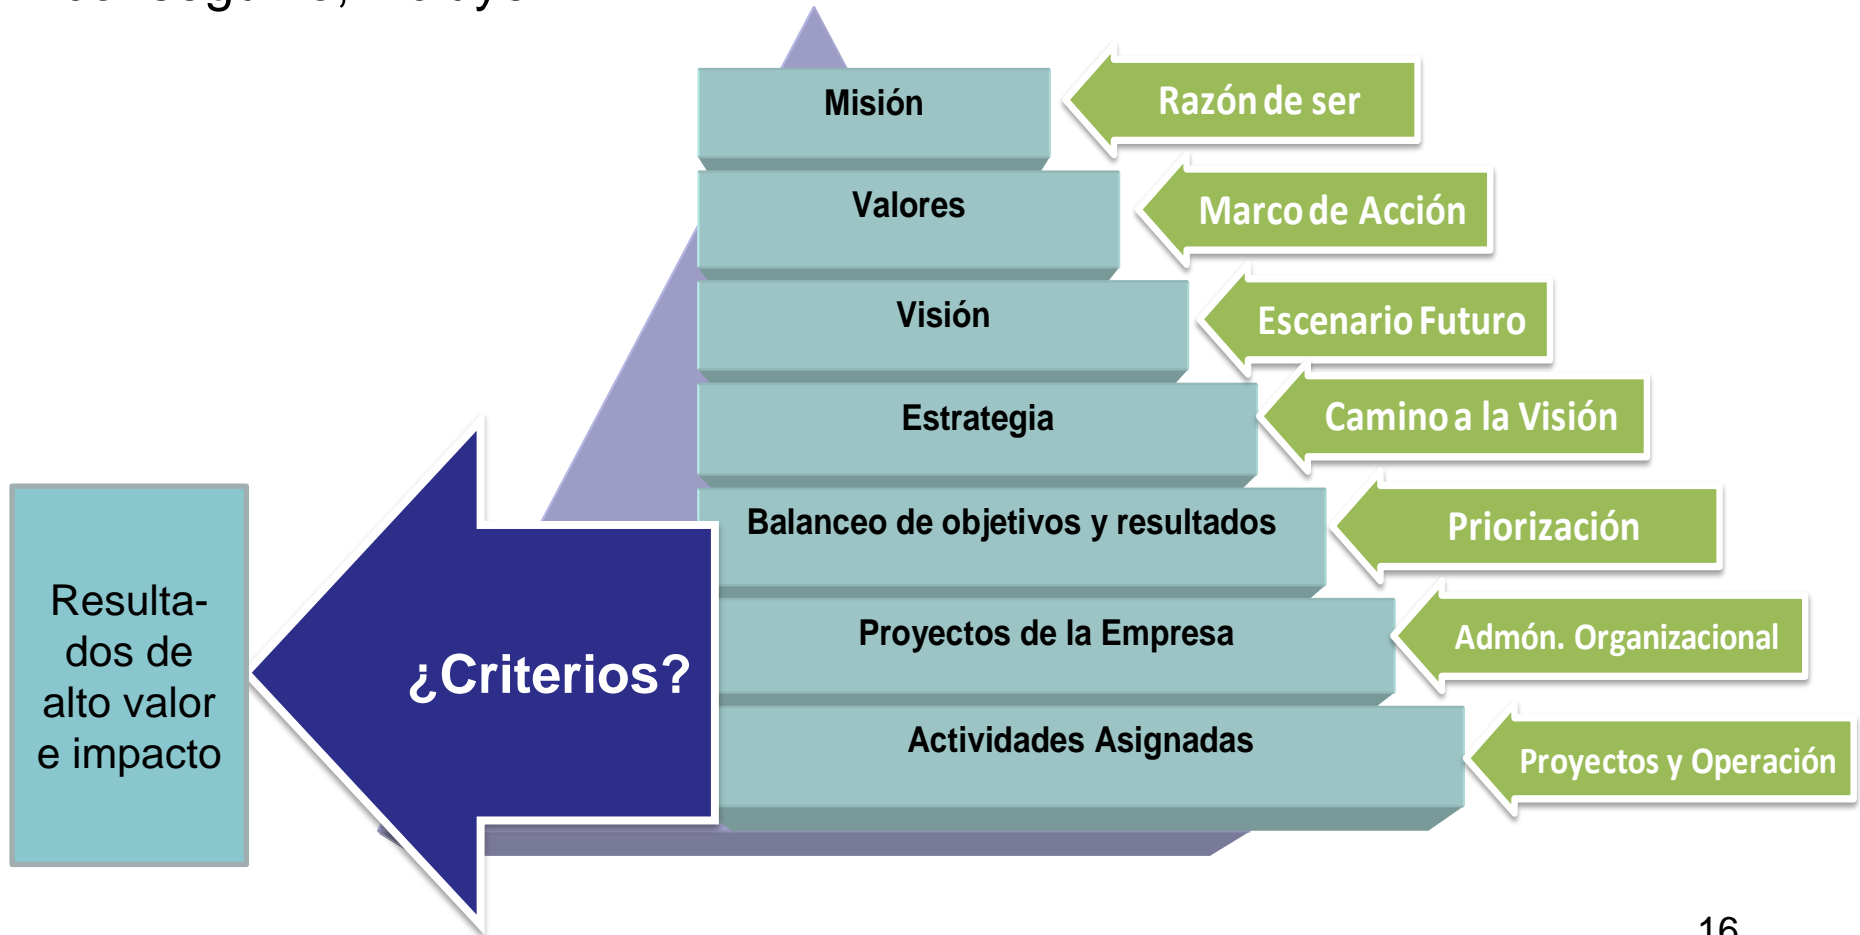 Misión
Razón de ser
Valores
Marco de Acción
Visión
Escenario Futuro
Estrategia
Camino a la Visión
Balanceo de objetivos y resultados
Priorización
Proyectos de la Empresa
Admón. Organizacional
Actividades Asignadas
Proyectos y Operación
¿Criterios?
Resulta-
dos de
alto valor
e impacto
16